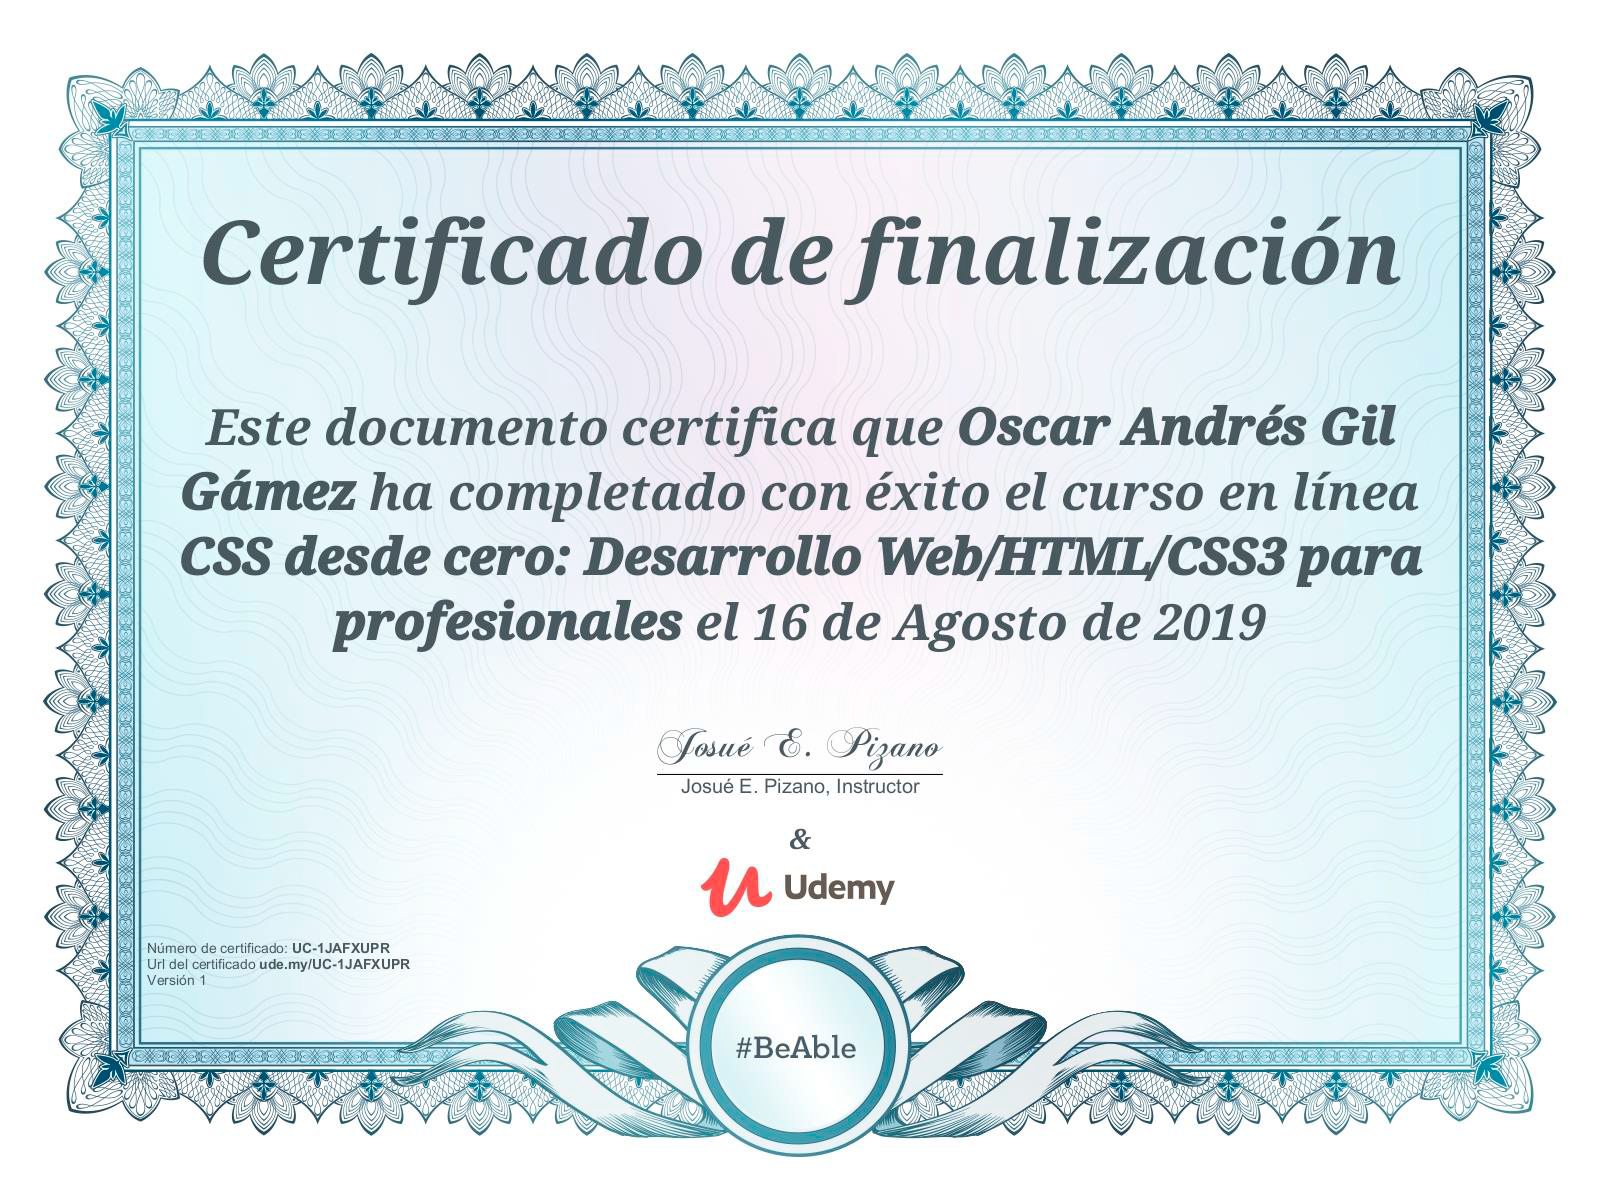 Certificado de finalización
Este documento certifica que Oscar Andrés Gil
Gámez ha completado con éxito el curso en línea
CSS desde cero: Desarrollo Web/HTML/CSS3 para
profesionales el 16 de Agosto de 2019
Josué E. Pizano
Josué E. Pizano, Instructor
&
Udemy
Número de certificado: UC-1JAFXUPR
Url del certificado ude.my/UC-1JAFXUPR
Versión 1
#BeAble